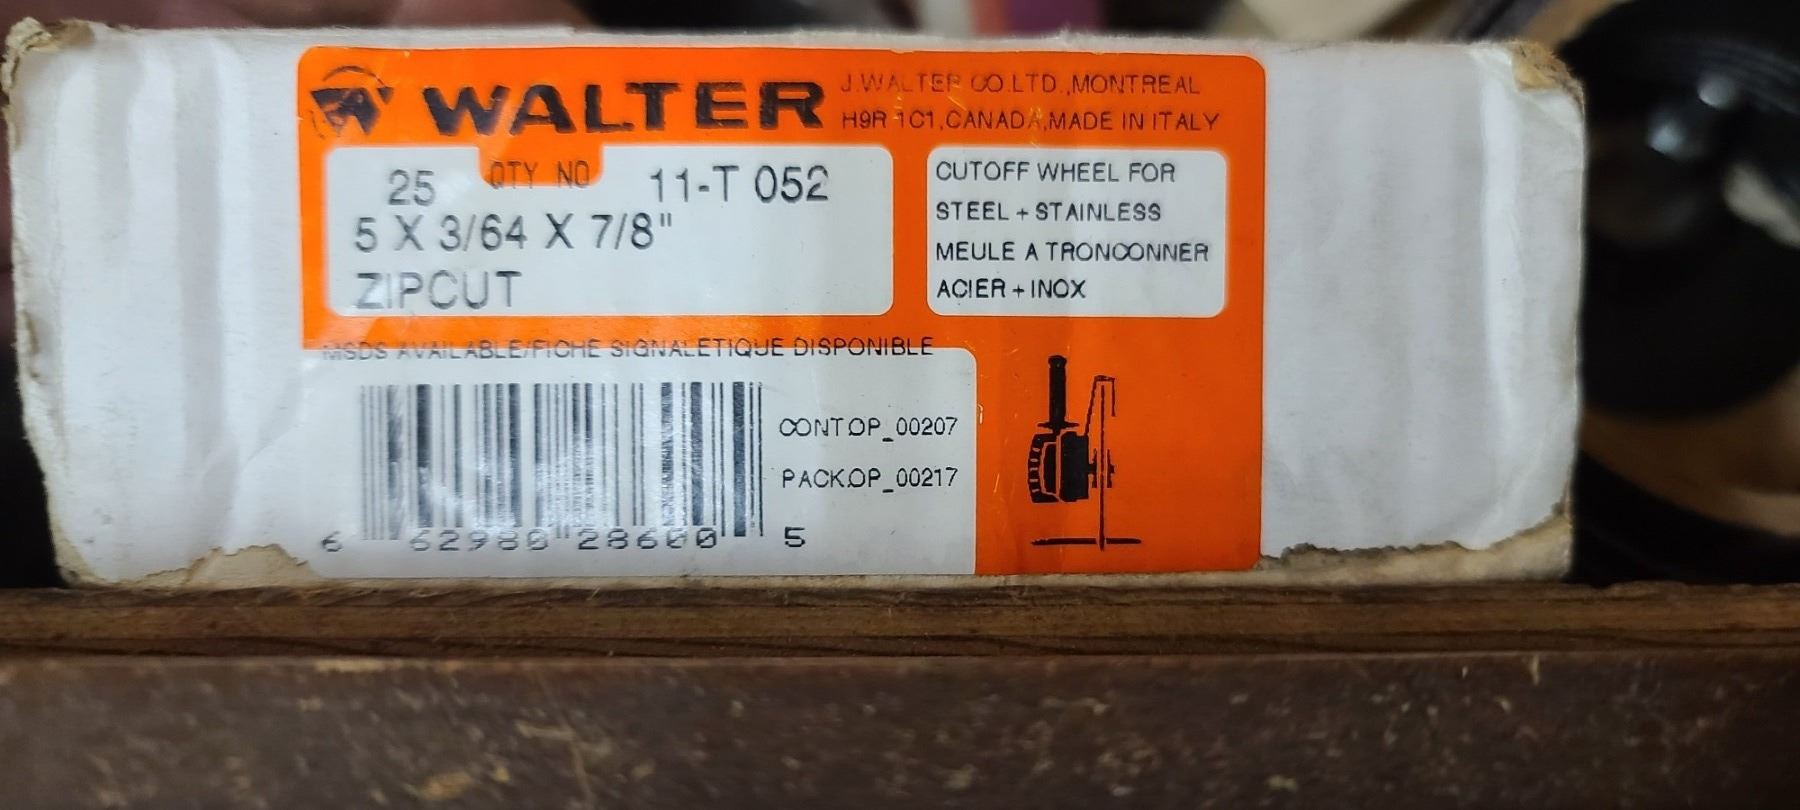 WALTER
J.WALTER CO.LTD.,MONTREAL
H9R 1C1,CANADA,MADE IN ITALY
25 QTY NO 11-T 052
5 X 3/64 X 7/8"
ZIPCUT
CUTOFF WHEEL FOR
STEEL + STAINLESS
MEULE A TRONCONNER
ACIER + INOX
MSDS AVAILABLE/FICHE SIGNALETIQUE DISPONIBLE
CONT.OP_00207
PACK.OP_00217
6 62980 28600 5